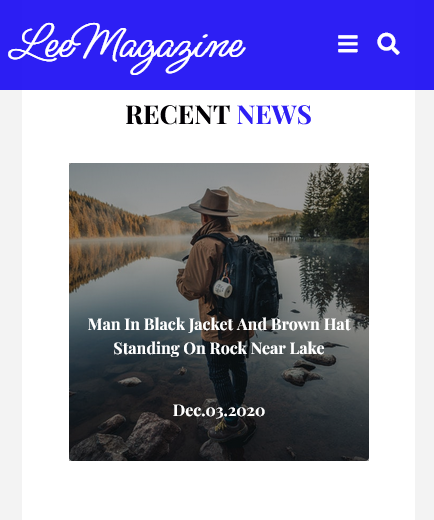 LeeMagazine
RECENT NEWS
Man In Black Jacket And Brown Hat
Standing On Rock Near Lake
Dec.03.2020